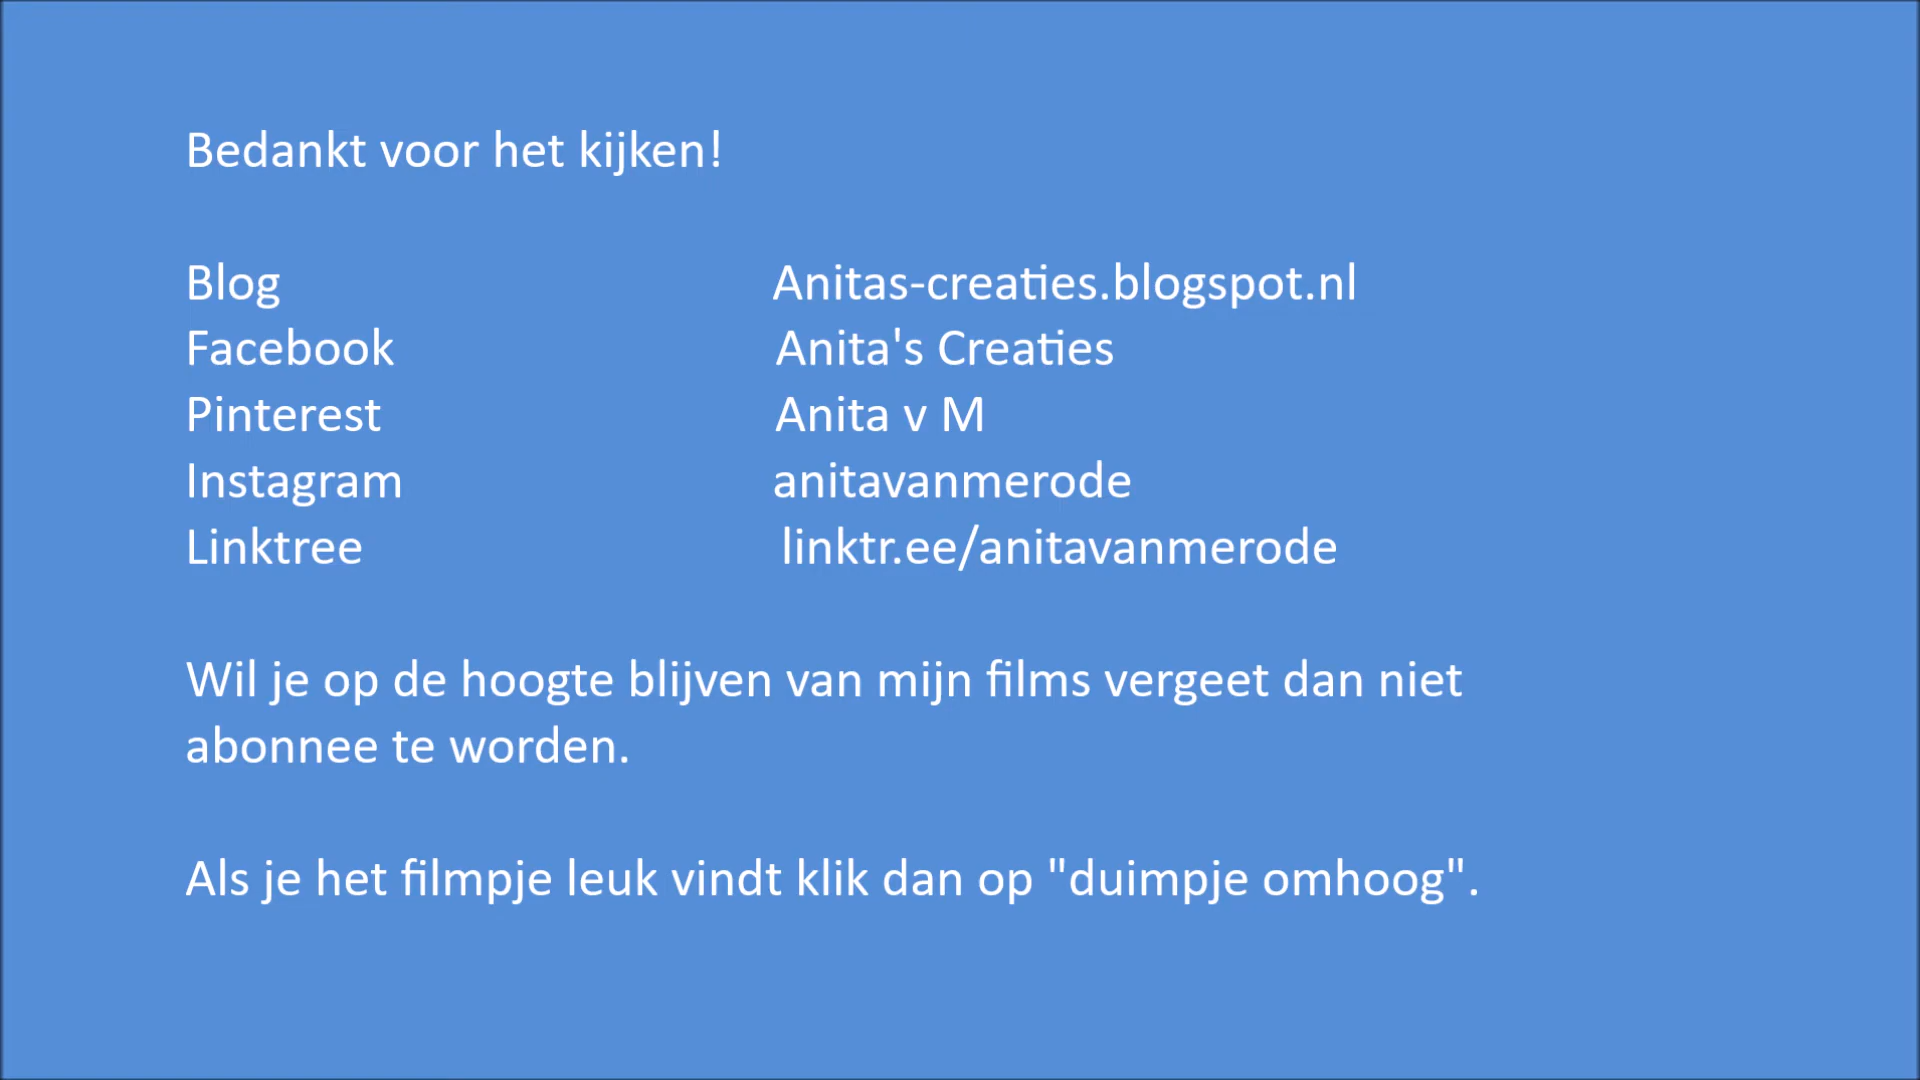 Bedankt voor het kijken!
Blog Anitas-creaties.blogspot.nl
Facebook Anita's Creaties
Pinterest Anita v M
Instagram anitavanmerode
Linktree linktr.ee/anitavanmerode
Wil je op de hoogte blijven van mijn films vergeet dan niet
abonnee te worden.
Als je het filmpje leuk vindt klik dan op "duimpje omhoog".